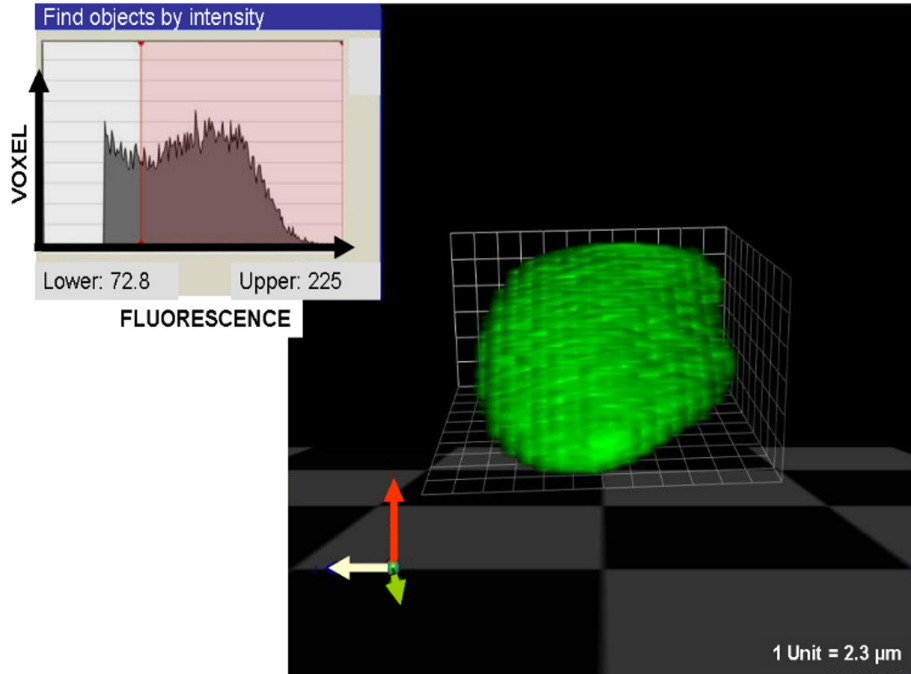 Find objects by intensity
VOXEL
Lower: 72.8
Upper: 225
FLUORESCENCE
1 Unit = 2.3 µm